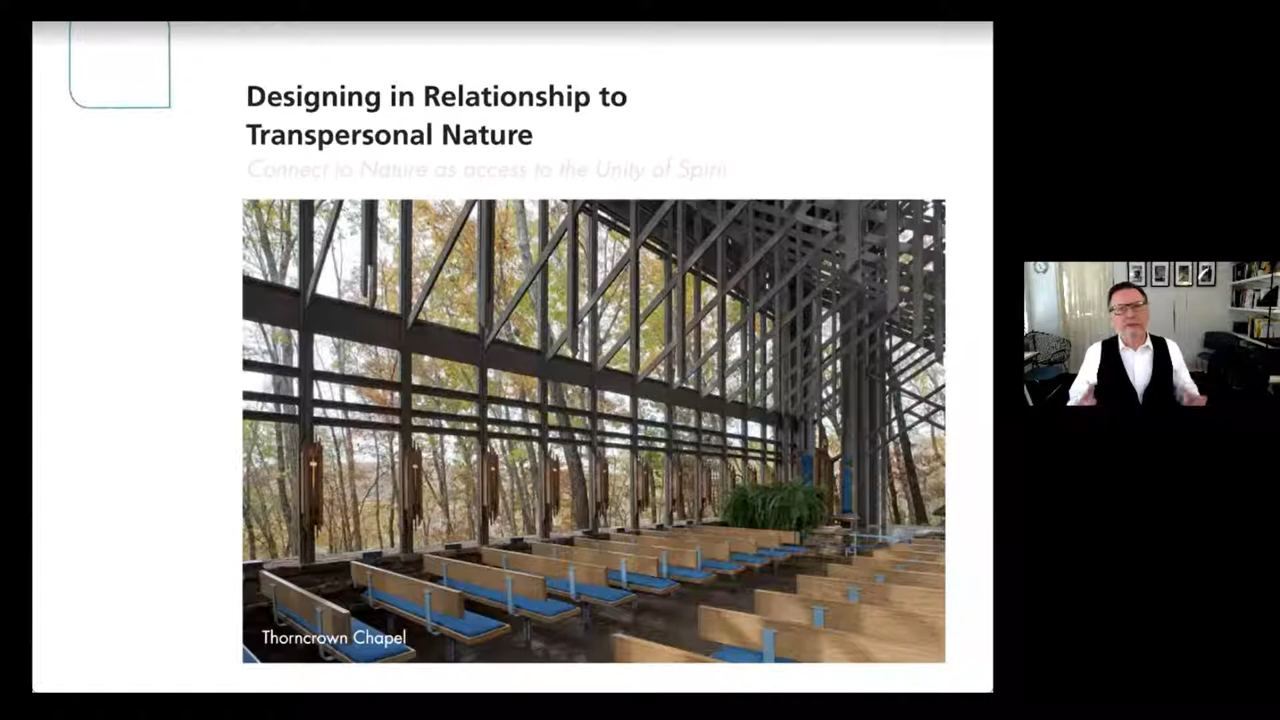 Designing in Relationship to
Transpersonal Nature
Connect to Nature as access to the Unity of Spirit
Thorncrown Chapel